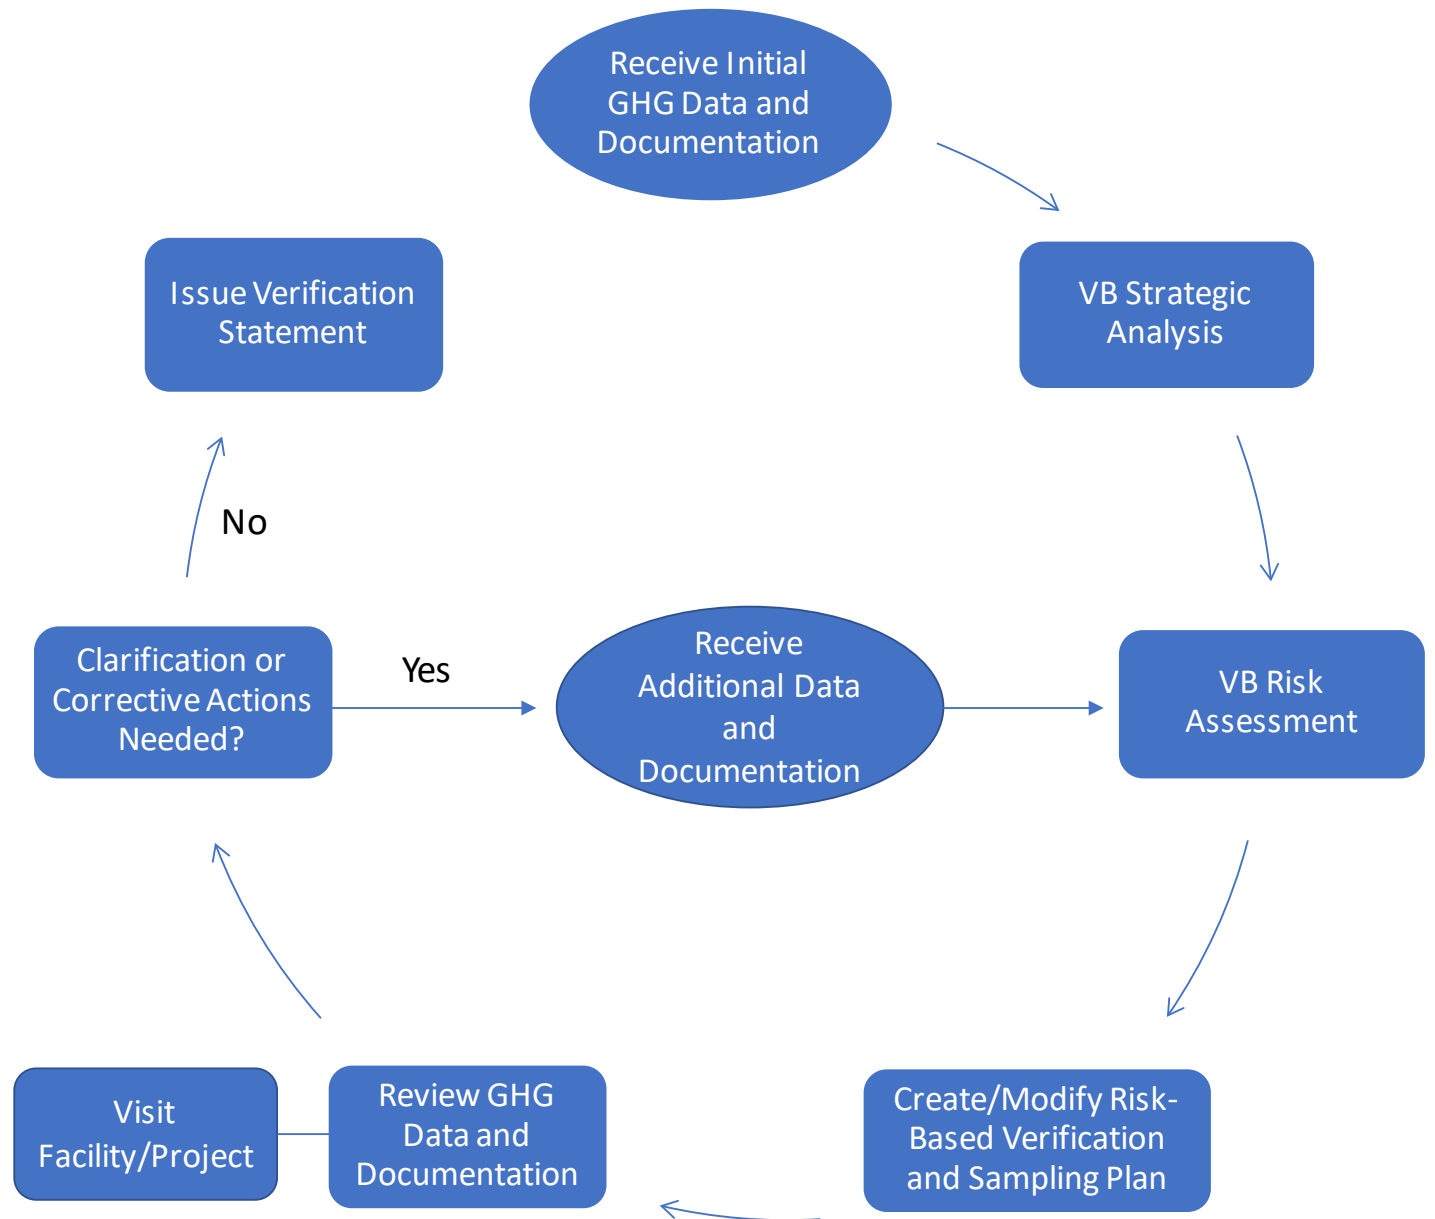 Receive Initial
GHG Data and
Documentation
Issue Verification
Statement
VB Strategic
Analysis
No
Clarification or
Corrective Actions
Needed?
Yes
Receive
Additional Data
and
Documentation
VB Risk
Assessment
Visit
Facility/Project
Review GHG
Data and
Documentation
Create/Modify Risk-
Based Verification
and Sampling Plan